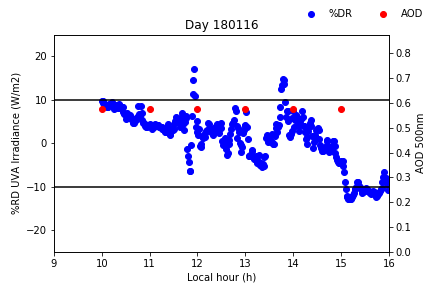 %DR AOD
Day 180116
%RD UVA Irradiance (W/m2)
20
10
0
−10
−20
0.8
0.7
0.6
0.5
0.4
0.3
0.2
0.1
0.0
AOD 500nm
9 10 11 12 13 14 15 16
Local hour (h)